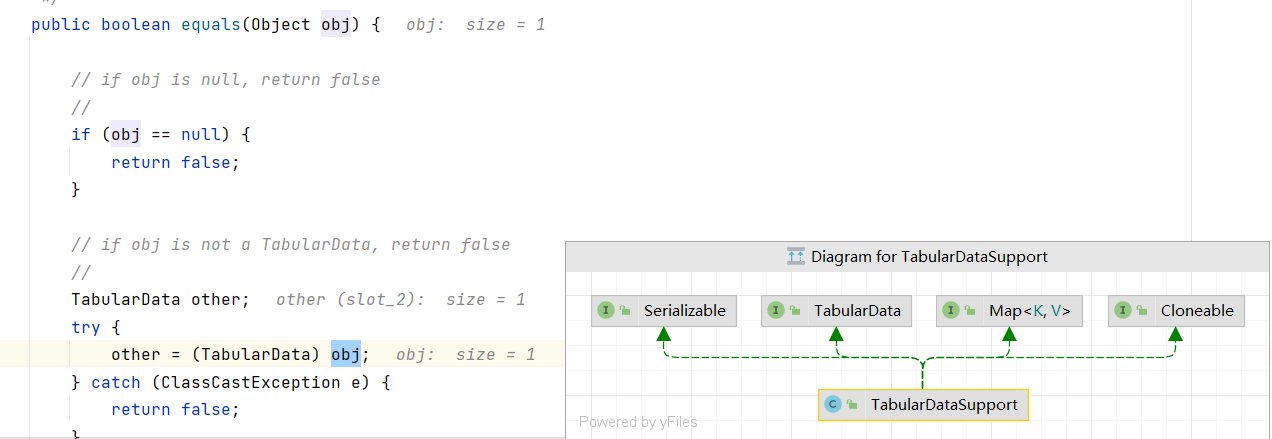 */
public boolean equals(Object obj) {   obj:  size = 1
// if obj is null, return false
//
if (obj == null) {
return false;
}
// if obj is not a TabularData, return false
//
TabularData other;   other (slot_2):  size = 1
try {
other = (TabularData) obj;   obj:  size = 1
} catch (ClassCastException e) {
return false;
}
Diagram for TabularDataSupport
I Serializable
I TabularData
I Map<K, V>
I Cloneable
C TabularDataSupport
Powered by yFiles